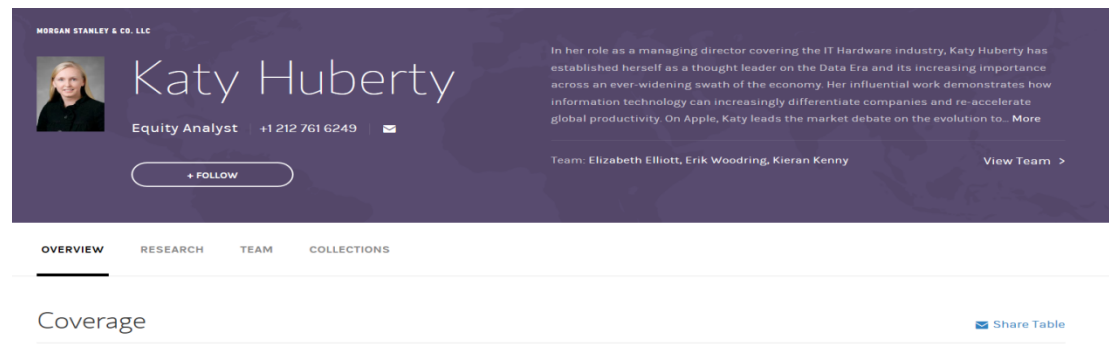 MORGAN STANLEY & CO. LLC
Katy Huberty
Equity Analyst +1 212 761 6249
+ FOLLOW
In her role as a managing director covering the IT Hardware industry, Katy Huberty has
established herself as a thought leader on the Data Era and its increasing importance
across an ever-widening swath of the economy. Her influential work demonstrates how
information technology can increasingly differentiate companies and re-accelerate
global productivity. On Apple, Katy leads the market debate on the evolution to... More
Team: Elizabeth Elliott, Erik Woodring, Kieran Kenny View Team >
OVERVIEW RESEARCH TEAM COLLECTIONS
Coverage Share Table